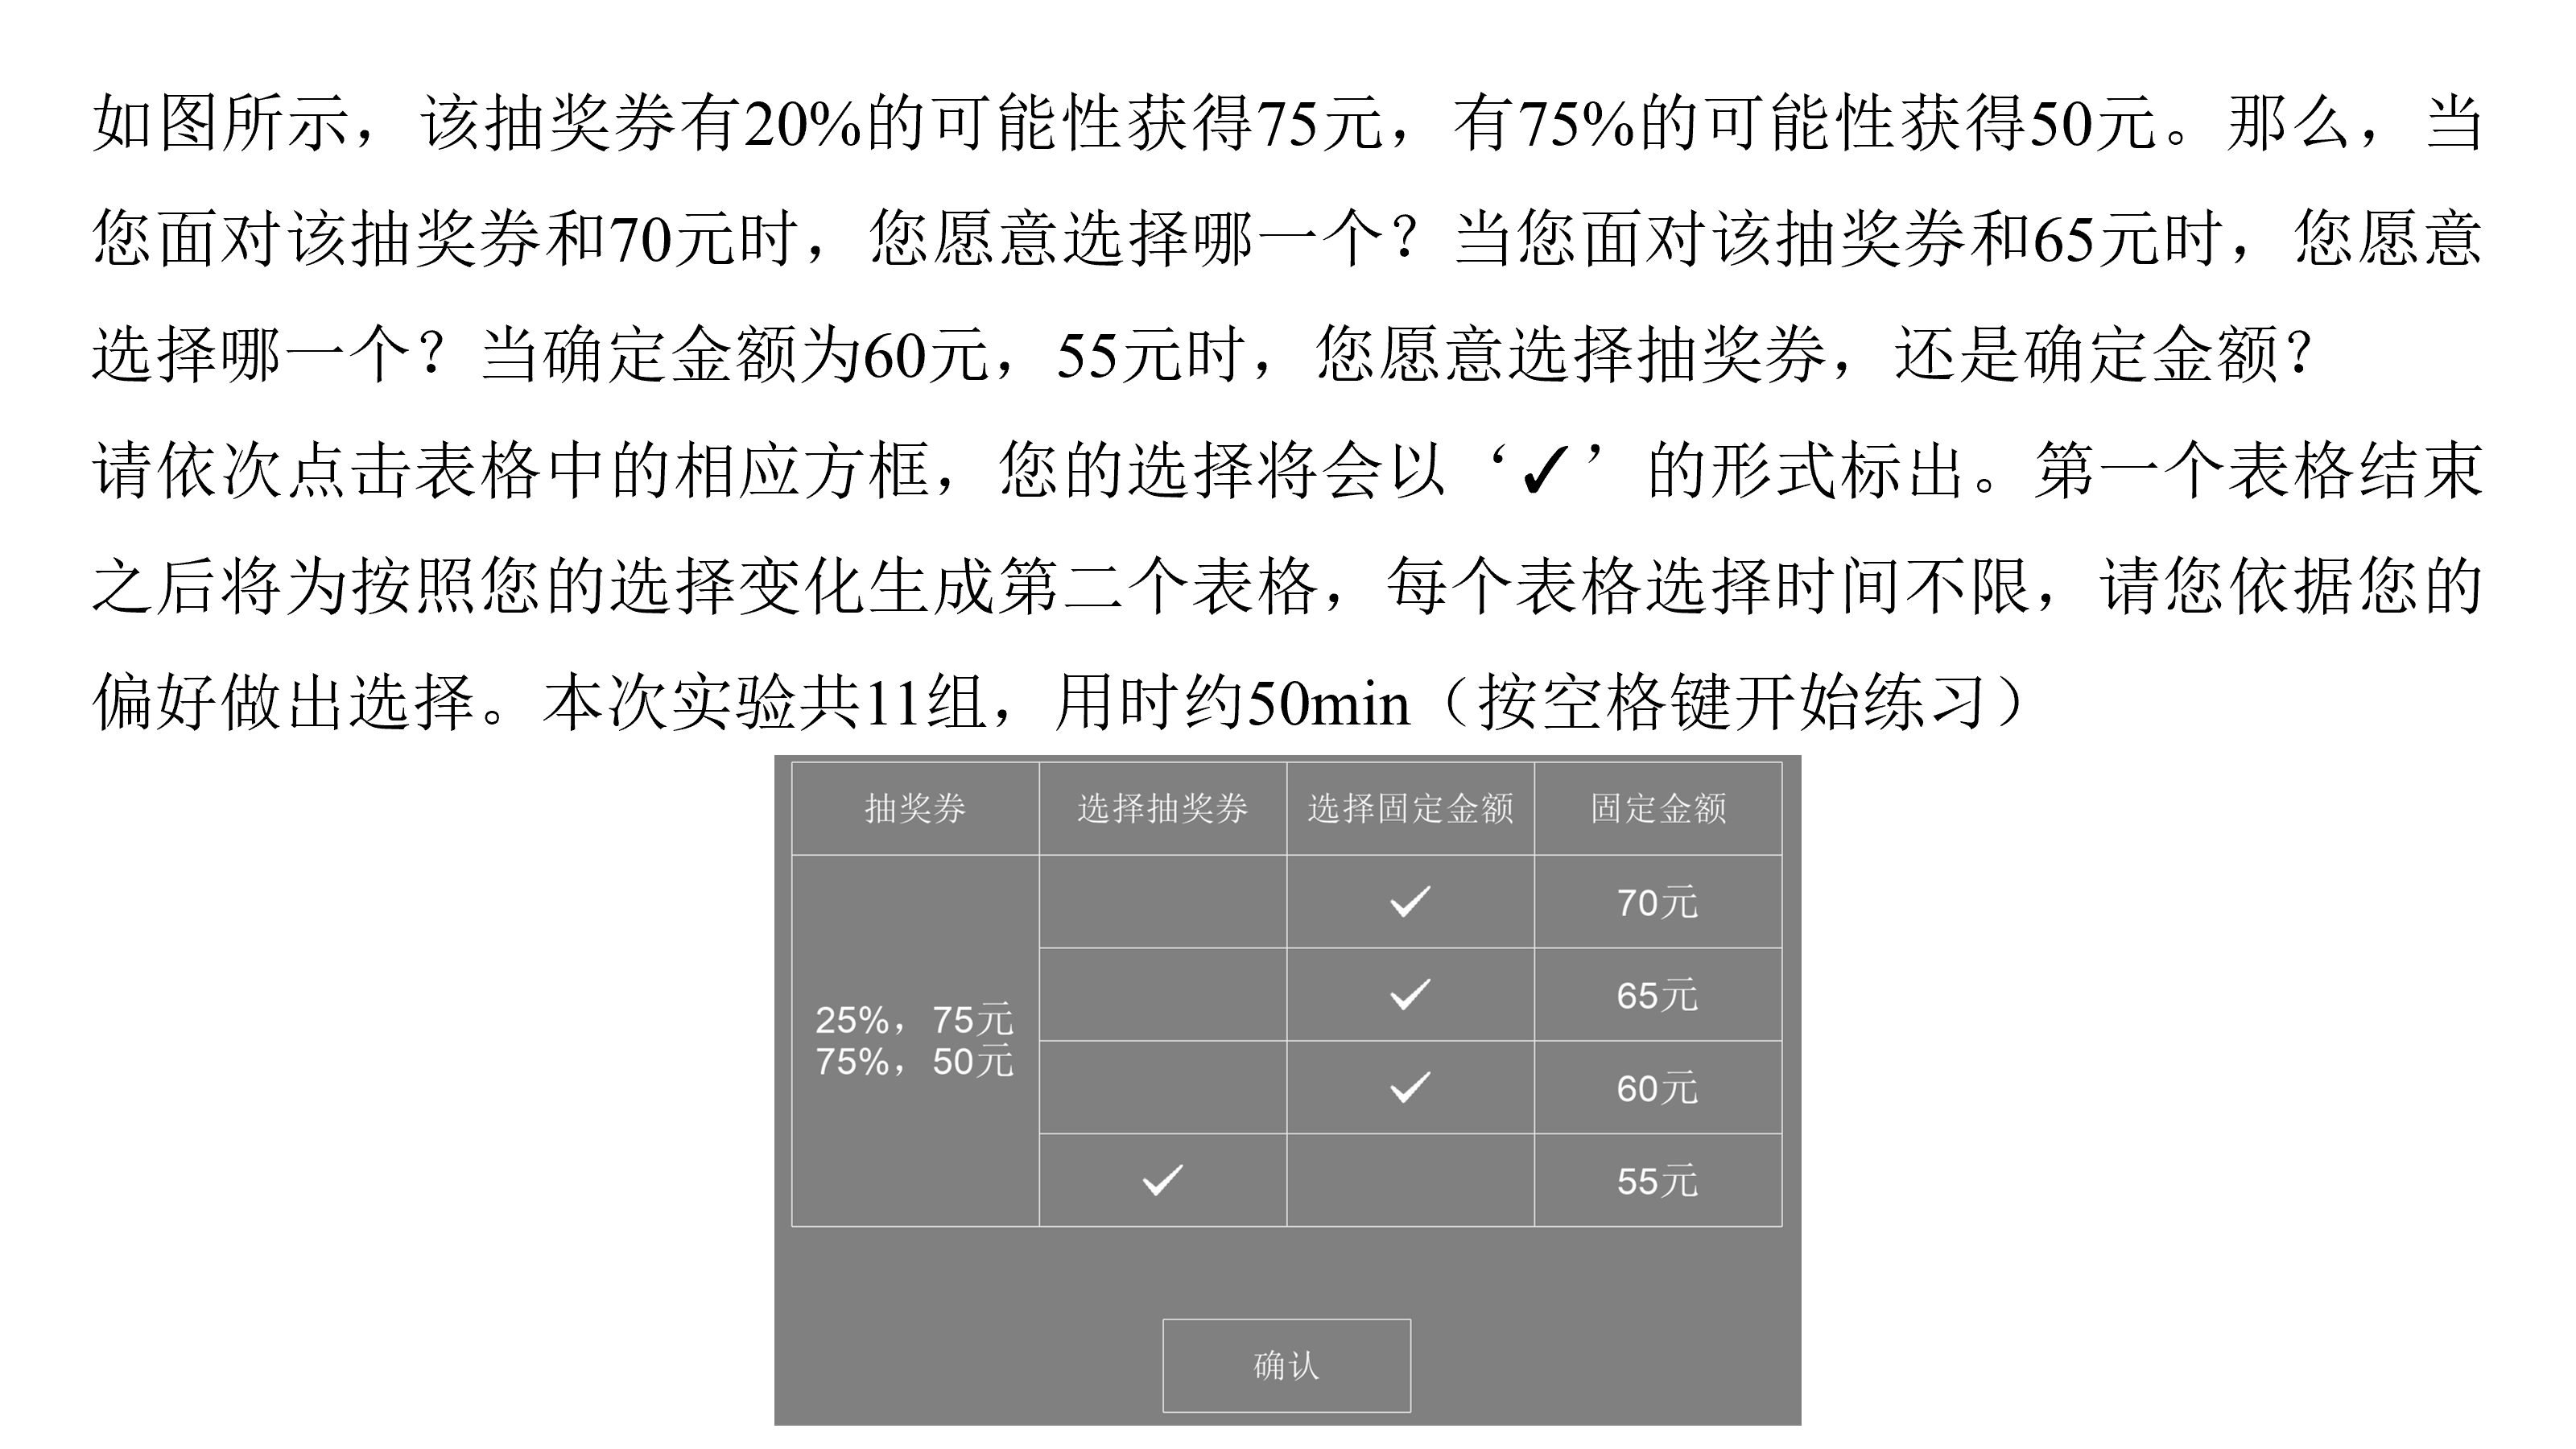 如图所示，该抽奖券有20%的可能性获得75元，有75%的可能性获得50元。那么，当
您面对该抽奖券和70元时，您愿意选择哪一个？当您面对该抽奖券和65元时，您愿意
选择哪一个？当确定金额为60元，55元时，您愿意选择抽奖券，还是确定金额？
请依次点击表格中的相应方框，您的选择将会以‘✓’的形式标出。第一个表格结束
之后将为按照您的选择变化生成第二个表格，每个表格选择时间不限，请您依据您的
偏好做出选择。本次实验共11组，用时约50min（按空格键开始练习）
抽奖券 选择抽奖券 选择固定金额 固定金额
✓ 70元
✓ 65元
25%，75元
75%，50元
✓ 60元
✓ 55元
确认